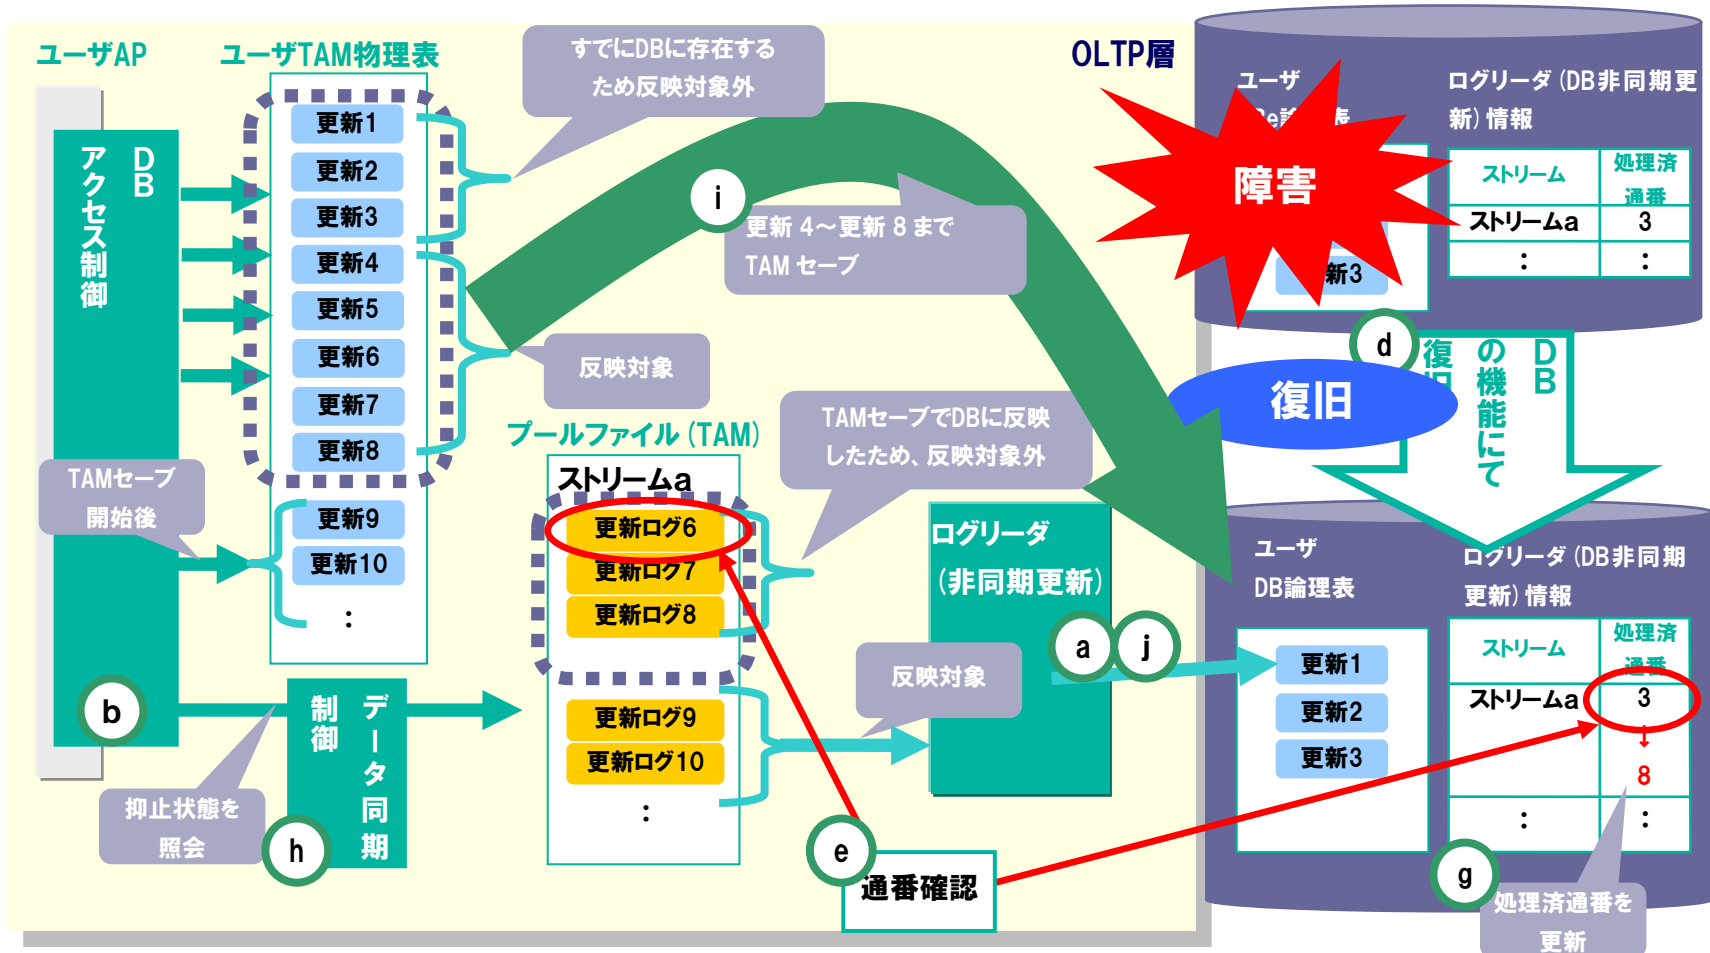 ユーザAP
ユーザTAM物理表
すでにDBに存在する
ため反映対象外
OLTP層
DB
アクセス制御
更新1
更新2
更新3
更新4
更新5
更新6
更新7
更新8
更新9
更新10
:
TAMセーブ
開始後
i
更新 4～更新 8 まで
TAM セーブ
反映対象
ユーザ
障害
新3
ログリーダ(DB非同期更
新)情報
ストリーム
処理済
通番
ストリームa
3
:
:
d
DB
の機能にて
復旧
復旧
プールファイル(TAM)
ストリームa
更新ログ6
更新ログ7
更新ログ8
更新ログ9
更新ログ10
:
TAMセーブでDBに反映
したため、反映対象外
ログリーダ
(非同期更新)
a
j
反映対象
b
データ同期
制御
抑止状態を
照会
h
e
通番確認
ユーザ
DB論理表
更新1
更新2
更新3
ログリーダ(DB非同期
更新)情報
ストリーム
処理済
通番
ストリームa
3
↓
8
:
:
g
処理済通番を
更新